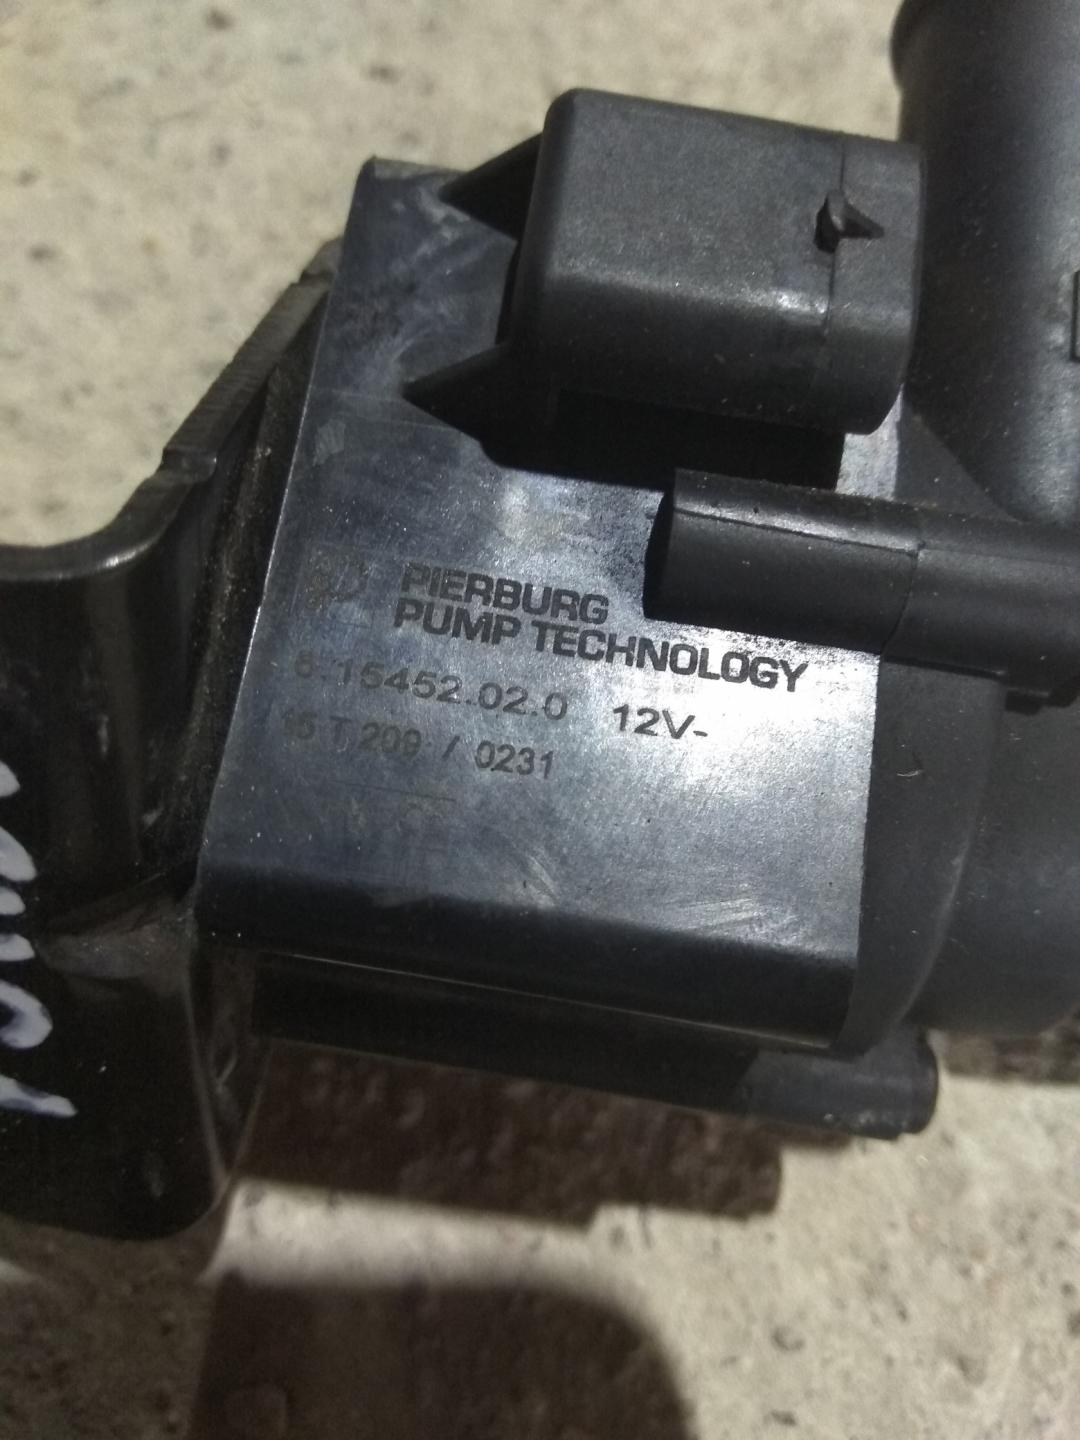 PIERBURG
PUMP TECHNOLOGY
15452.02.0 12V-
T 209 / 0231